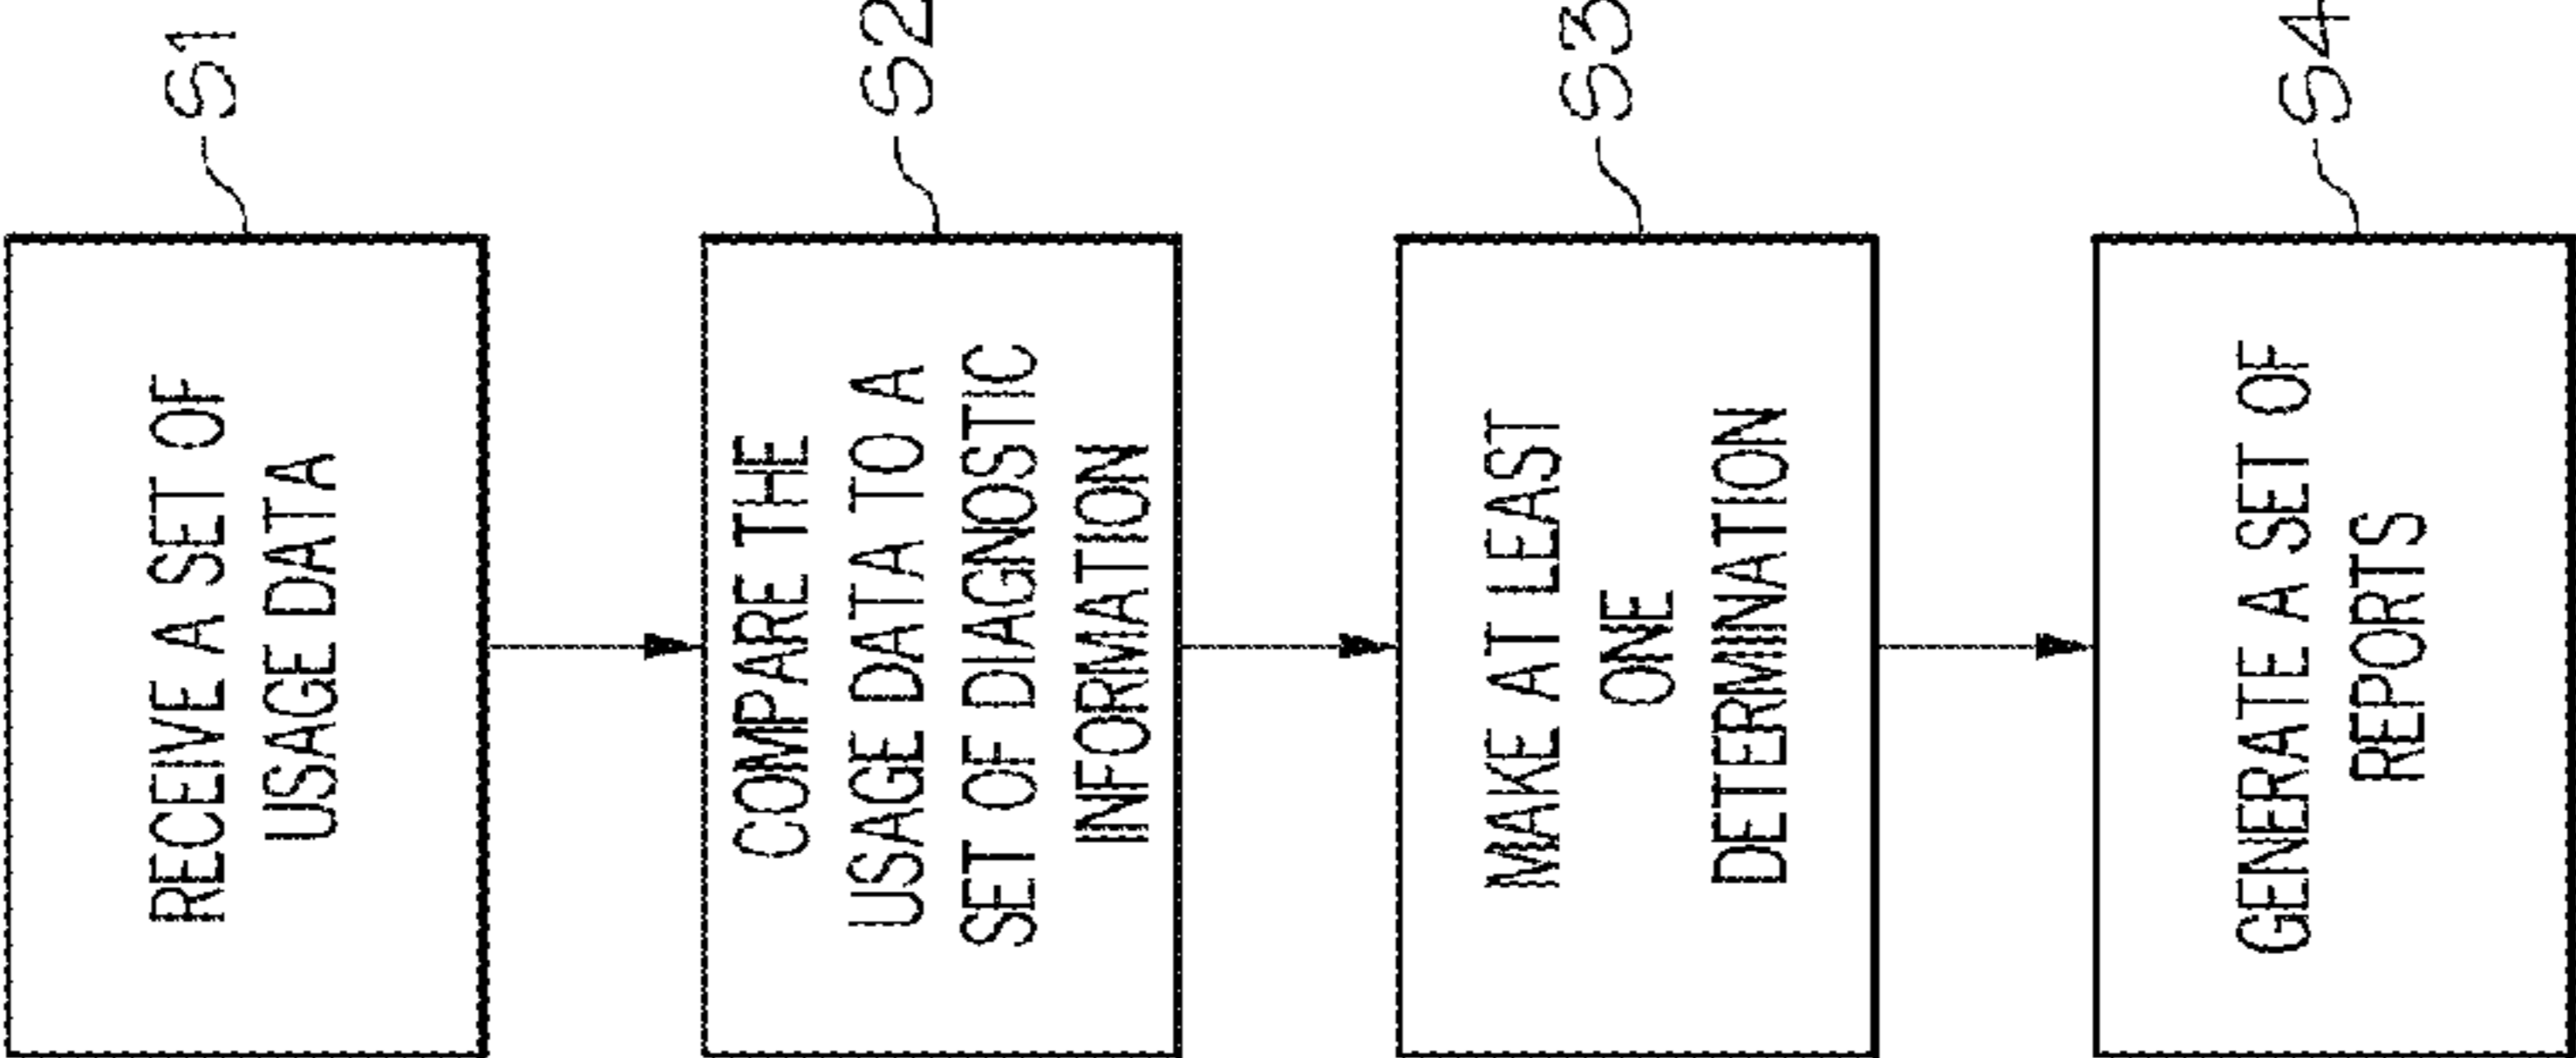 RECEIVE A SET OF
USAGE DATA
S1
COMPARE THE
USAGE DATA TO A
SET OF DIAGNOSTIC
INFORMATION
S2
MAKE AT LEAST
ONE
DETERMINATION
S3
GENERATE A SET OF
REPORTS
S4